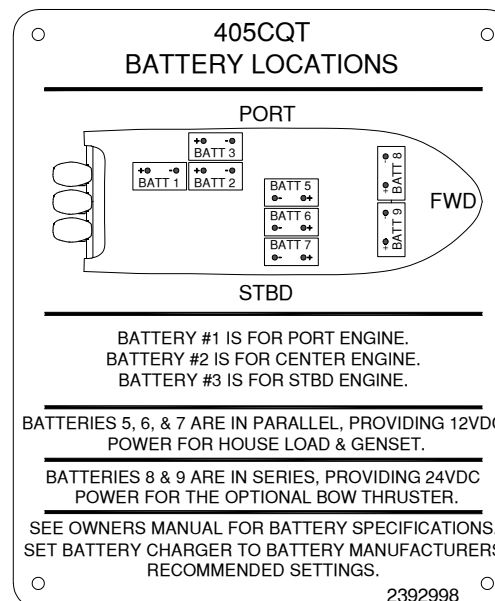 405CQT
BATTERY LOCATIONS
PORT
+ -
BATT 3
+ -
BATT 1
+ -
BATT 2
BATT 5
- +
BATT 6
- +
BATT 7
- +
- +
BATT 8
- +
BATT 9
FWD
STBD
BATTERY #1 IS FOR PORT ENGINE.
BATTERY #2 IS FOR CENTER ENGINE.
BATTERY #3 IS FOR STBD ENGINE.
BATTERIES 5, 6, & 7 ARE IN PARALLEL, PROVIDING 12VDC
POWER FOR HOUSE LOAD & GENSET.
BATTERIES 8 & 9 ARE IN SERIES, PROVIDING 24VDC
POWER FOR THE OPTIONAL BOW THRUSTER.
SEE OWNERS MANUAL FOR BATTERY SPECIFICATIONS.
SET BATTERY CHARGER TO BATTERY MANUFACTURERS
RECOMMENDED SETTINGS.
2392998